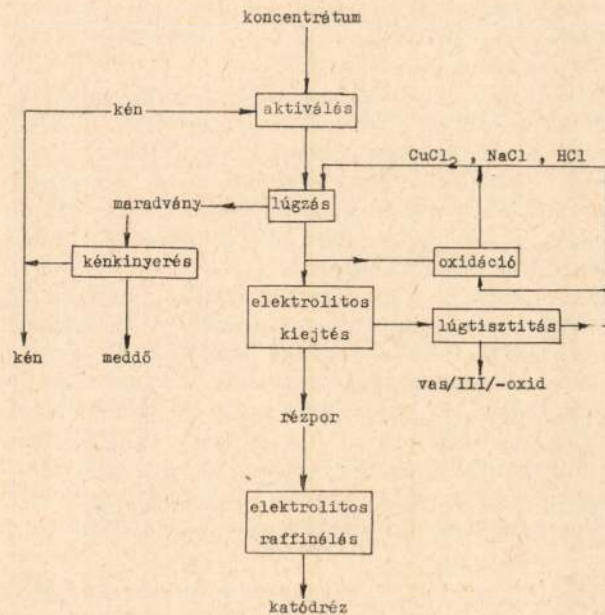 koncentrátum
kén
aktiválás
CuCl₂ , NaCl , HCl
maradvány
lúgzás
kénkinyerés
oxidáció
elektrolitos
kiejtés
lúgtisztitás
kén
meddő
vas/III/-oxid
rézpor
elektrolitos
raffinálás
katódréz